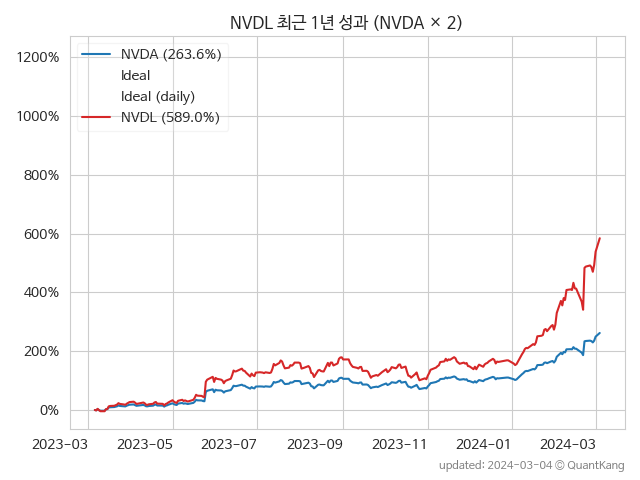 NVDL 최근 1년 성과 (NVDA × 2)
NVDA (263.6%)
Ideal
Ideal (daily)
NVDL (589.0%)
1200%
1000%
800%
600%
400%
200%
0%
2023-03 2023-05 2023-07 2023-09 2023-11 2024-01 2024-03
updated: 2024-03-04 © QuantKang